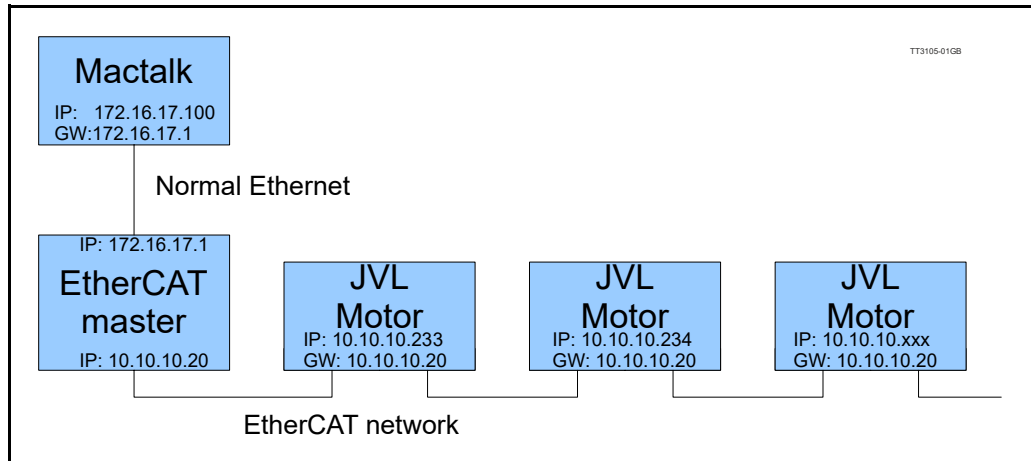 TT3105-01GB
Mactalk
IP: 172.16.17.100
GW:172.16.17.1
Normal Ethernet
IP: 172.16.17.1
EtherCAT
master
IP: 10.10.10.20
JVL
Motor
IP: 10.10.10.233
GW: 10.10.10.20
JVL
Motor
IP: 10.10.10.234
GW: 10.10.10.20
JVL
Motor
IP: 10.10.10.xxx
GW: 10.10.10.20
EtherCAT network